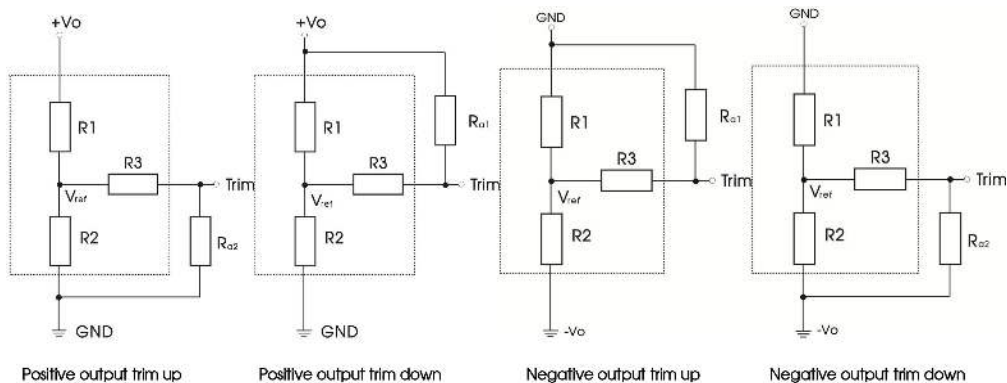 +Vo
R1
R3
Trim
Vref
R2
Ra2
GND
Positive output trim up
+Vo
R1
Ra1
R3
Trim
Vref
R2
GND
Positive output trim down
GND
R1
Ra1
R3
Trim
Vref
R2
-Vo
Negative output trim up
GND
R1
R3
Trim
Vref
R2
Ra2
-Vo
Negative output trim down